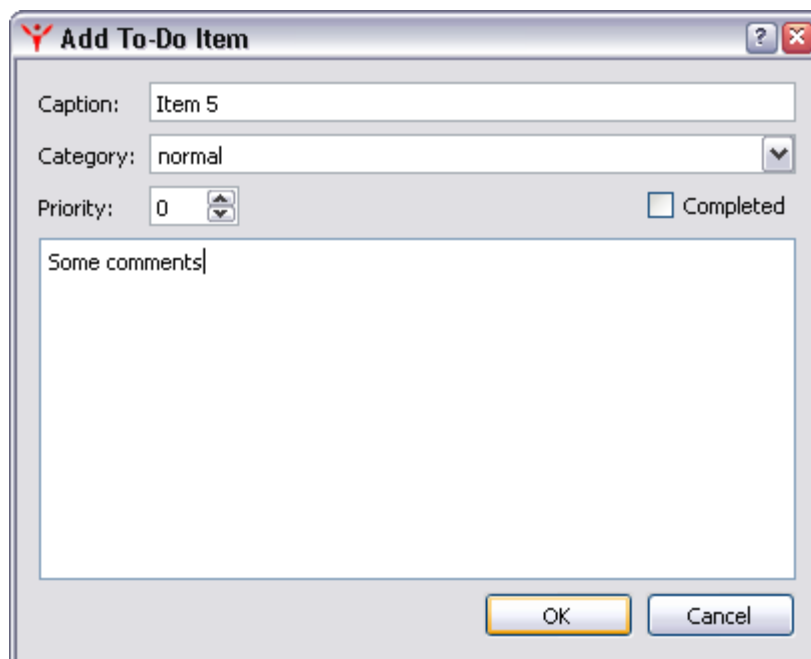 Add To-Do Item ?
Caption: Item 5
Category: normal
Priority: 0 Completed
Some comments
OK Cancel